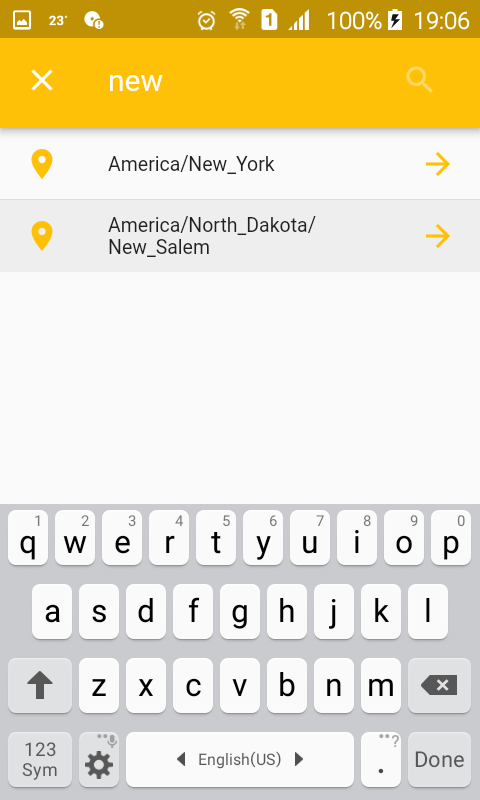 23°
1
100%
19:06
new
America/New_York
America/North_Dakota/
New_Salem
1 2 3 4 5 6 7 8 9 0
q w e r t y u i o p
a s d f g h j k l
z x c v b n m
123
Sym
English(US)
. ?
Done